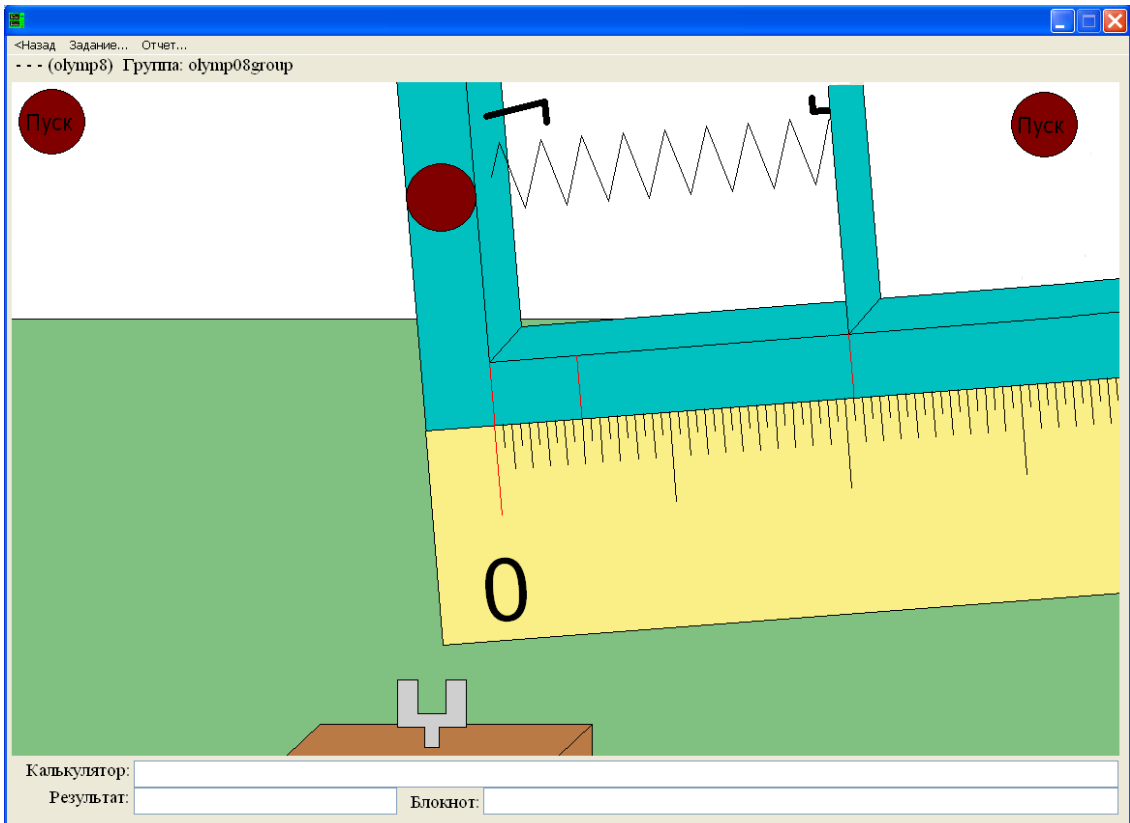 <Назад Задание... Отчет...
- - - (olymp8) Группа: olymp08group
Пуск
Пуск
0
Калькулятор:
Результат:
Блокнот: